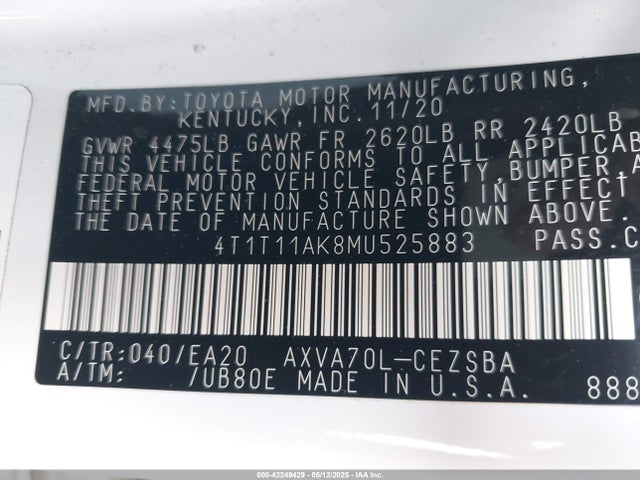 MFD. BY: TOYOTA MOTOR MANUFACTURING,
KENTUCKY, INC. 11/20
GVWR 4475LB GAWR FR 2620LB RR 2420LB
THIS VEHICLE CONFORMS TO ALL APPLICAB
FEDERAL MOTOR VEHICLE SAFETY, BUMPER, A
THEFT PREVENTION STANDARDS IN EFFECT
THE DATE OF MANUFACTURE SHOWN ABOVE.
4T1T11AK8MU525883 PASS.C
C/TR: 040/EA20 AXVA70L-CEZSBA
A/TM: /UB80E MADE IN U.S.A. 888
000-42249429 - 05/12/2025 - Copyright IAA, Inc.